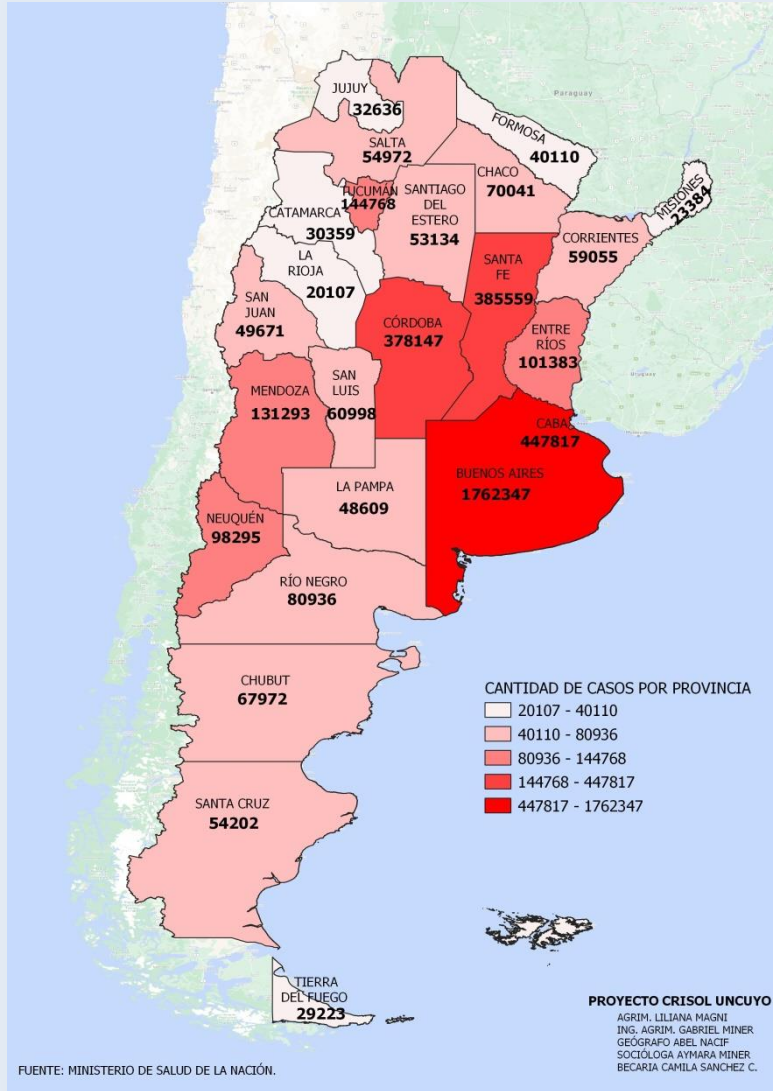 JUJUY
32636
Paraguay
FORMOSA
40110
SALTA
54972
CHACO
70041
MISIONES
23384
TUCUMÁN
144768
SANTIAGO
DEL
ESTERO
53134
CATAMARCA
30359
CORRIENTES
59055
LA
RIOJA
20107
SANTA
FE
385559
SAN
JUAN
49671
CÓRDOBA
378147
ENTRE
RÍOS
101383
Uruguay
MENDOZA
131293
SAN
LUIS
60998
CABA
447817
BUENOS AIRES
1762347
LA PAMPA
48609
NEUQUÉN
98295
RÍO NEGRO
80936
CHUBUT
67972
CANTIDAD DE CASOS POR PROVINCIA
20107 - 40110
40110 - 80936
80936 - 144768
144768 - 447817
447817 - 1762347
SANTA CRUZ
54202
TIERRA
DEL FUEGO
29223
PROYECTO CRISOL UNCUYO
AGRIM. LILIANA MAGNI
ING. AGRIM. GABRIEL MINER
GEÓGRAFO ABEL NACIF
SOCIÓLOGA AYMARA MINER
BECARIA CAMILA SANCHEZ C.
FUENTE: MINISTERIO DE SALUD DE LA NACIÓN.